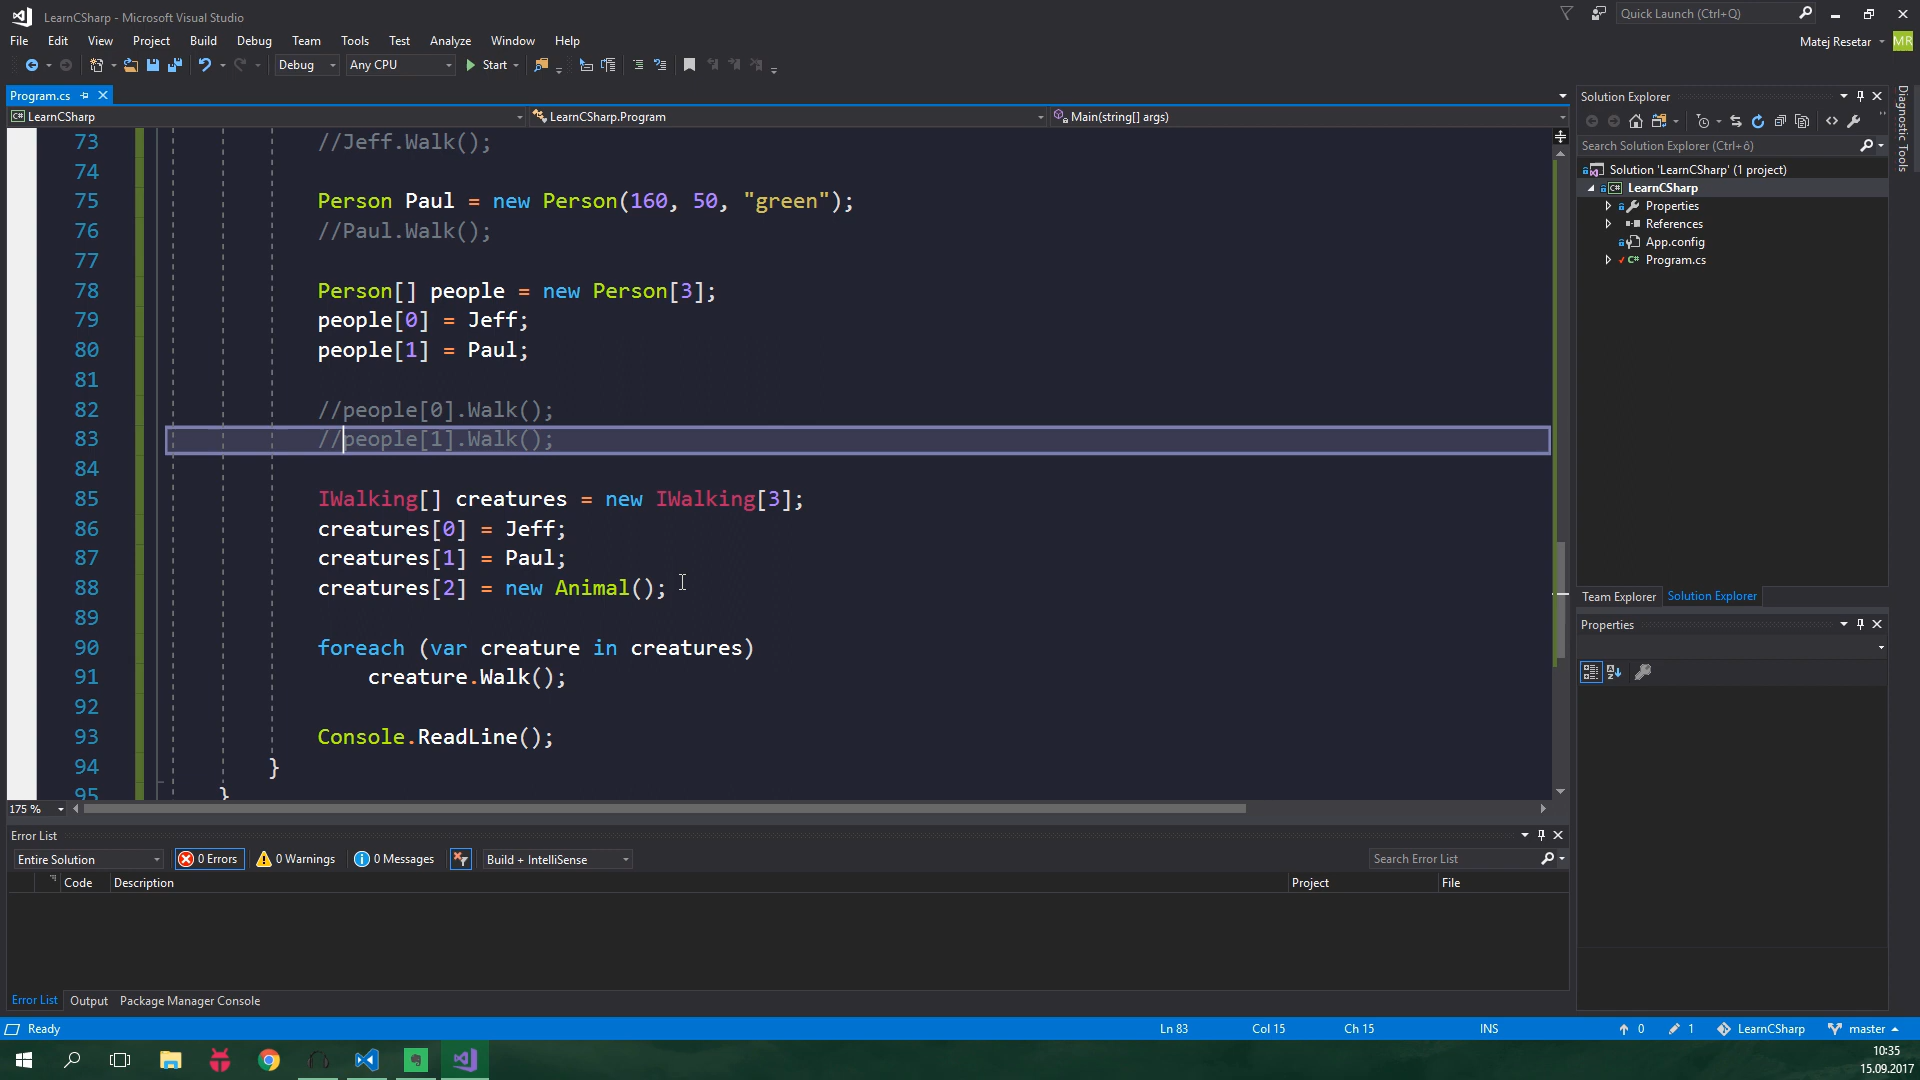 LearnCSharp - Microsoft Visual Studio
Quick Launch (Ctrl+Q)
File Edit View Project Build Debug Team Tools Test Analyze Window Help
Matej Resetar MR
Debug Any CPU Start
Program.cs
LearnCSharp LearnCSharp.Program Main(string[] args)
73 //Jeff.Walk();
74
75 Person Paul = new Person(160, 50, "green");
76 //Paul.Walk();
77
78 Person[] people = new Person[3];
79 people[0] = Jeff;
80 people[1] = Paul;
81
82 //people[0].Walk();
83 //people[1].Walk();
84
85 IWalking[] creatures = new IWalking[3];
86 creatures[0] = Jeff;
87 creatures[1] = Paul;
88 creatures[2] = new Animal();
89
90 foreach (var creature in creatures)
91 creature.Walk();
92
93 Console.ReadLine();
94 }
95 }
175 %
Solution Explorer
Search Solution Explorer (Ctrl+ô)
Solution 'LearnCSharp' (1 project)
LearnCSharp
Properties
References
App.config
Program.cs
Diagnostic Tools
Team Explorer Solution Explorer
Properties
Error List
Entire Solution 0 Errors 0 Warnings 0 Messages Build + IntelliSense Search Error List
Code Description Project File
Error List Output Package Manager Console
Ready Ln 83 Col 15 Ch 15 INS 0 1 LearnCSharp master
10:35
15.09.2017